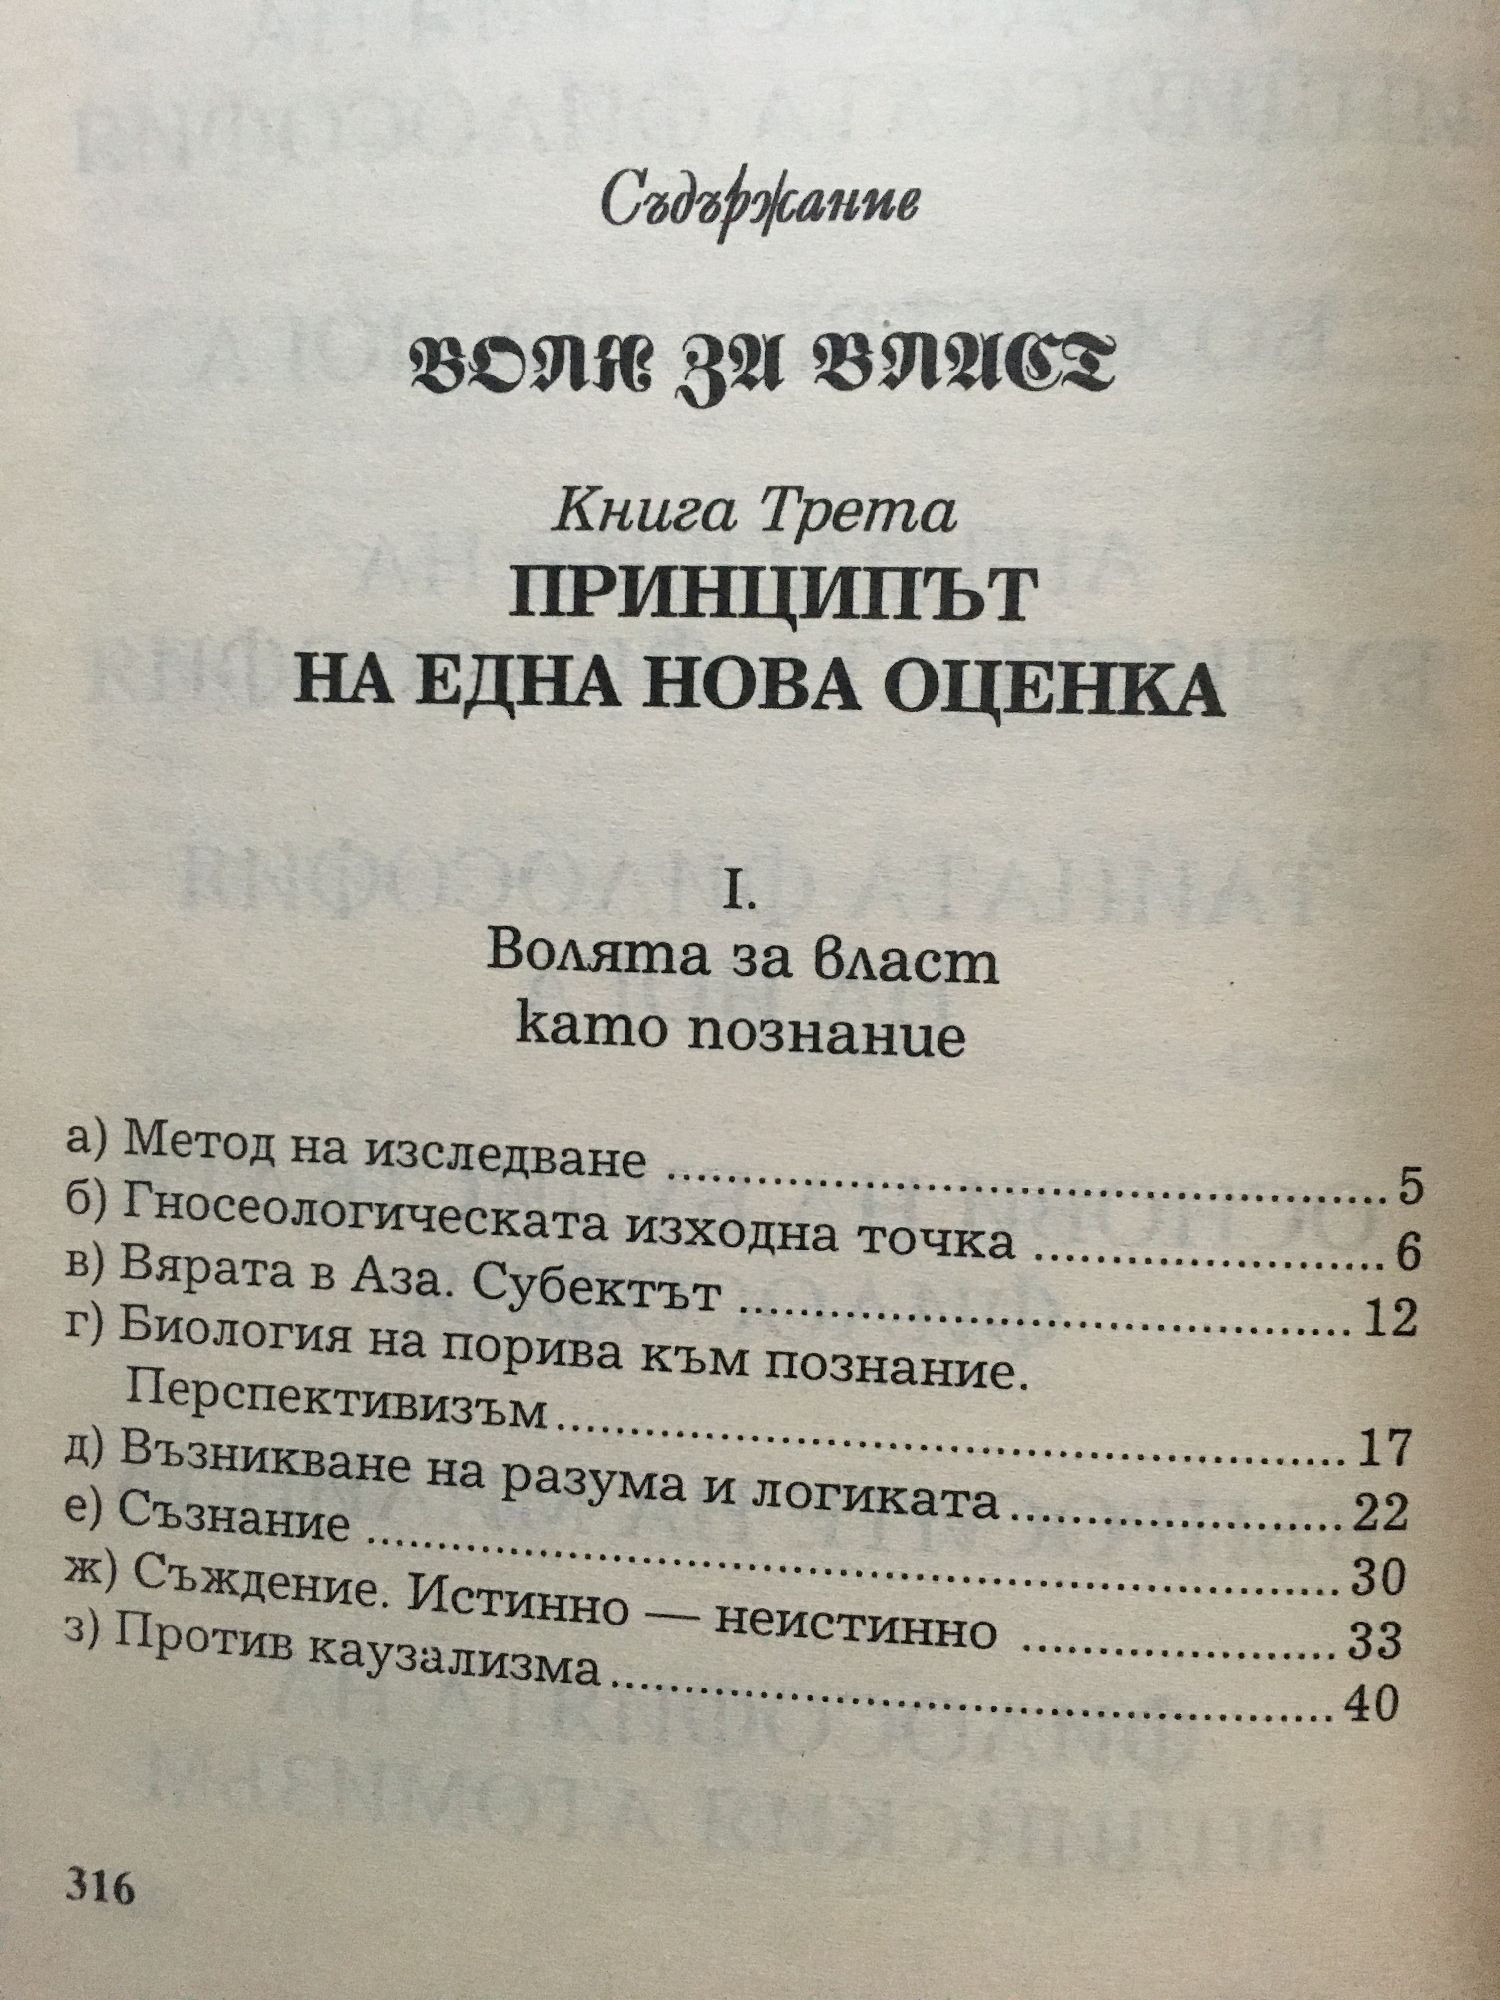 Съдържание
ВОЛЯ ЗА ВЛАСТ
Книга Трета
ПРИНЦИПЪТ
НА ЕДНА НОВА ОЦЕНКА
I.
Волята за власт
като познание
а) Метод на изследване ........ 5
б) Гносеологическата изходна точка ........ 6
в) Вярата в Аза. Субектът ........ 12
г) Биология на порива към познание.
Перспективизъм ........ 17
д) Възникване на разума и логиката ........ 22
е) Съзнание ........ 30
ж) Съждение. Истинно — неистинно ........ 33
з) Против каузализма ........ 40
316